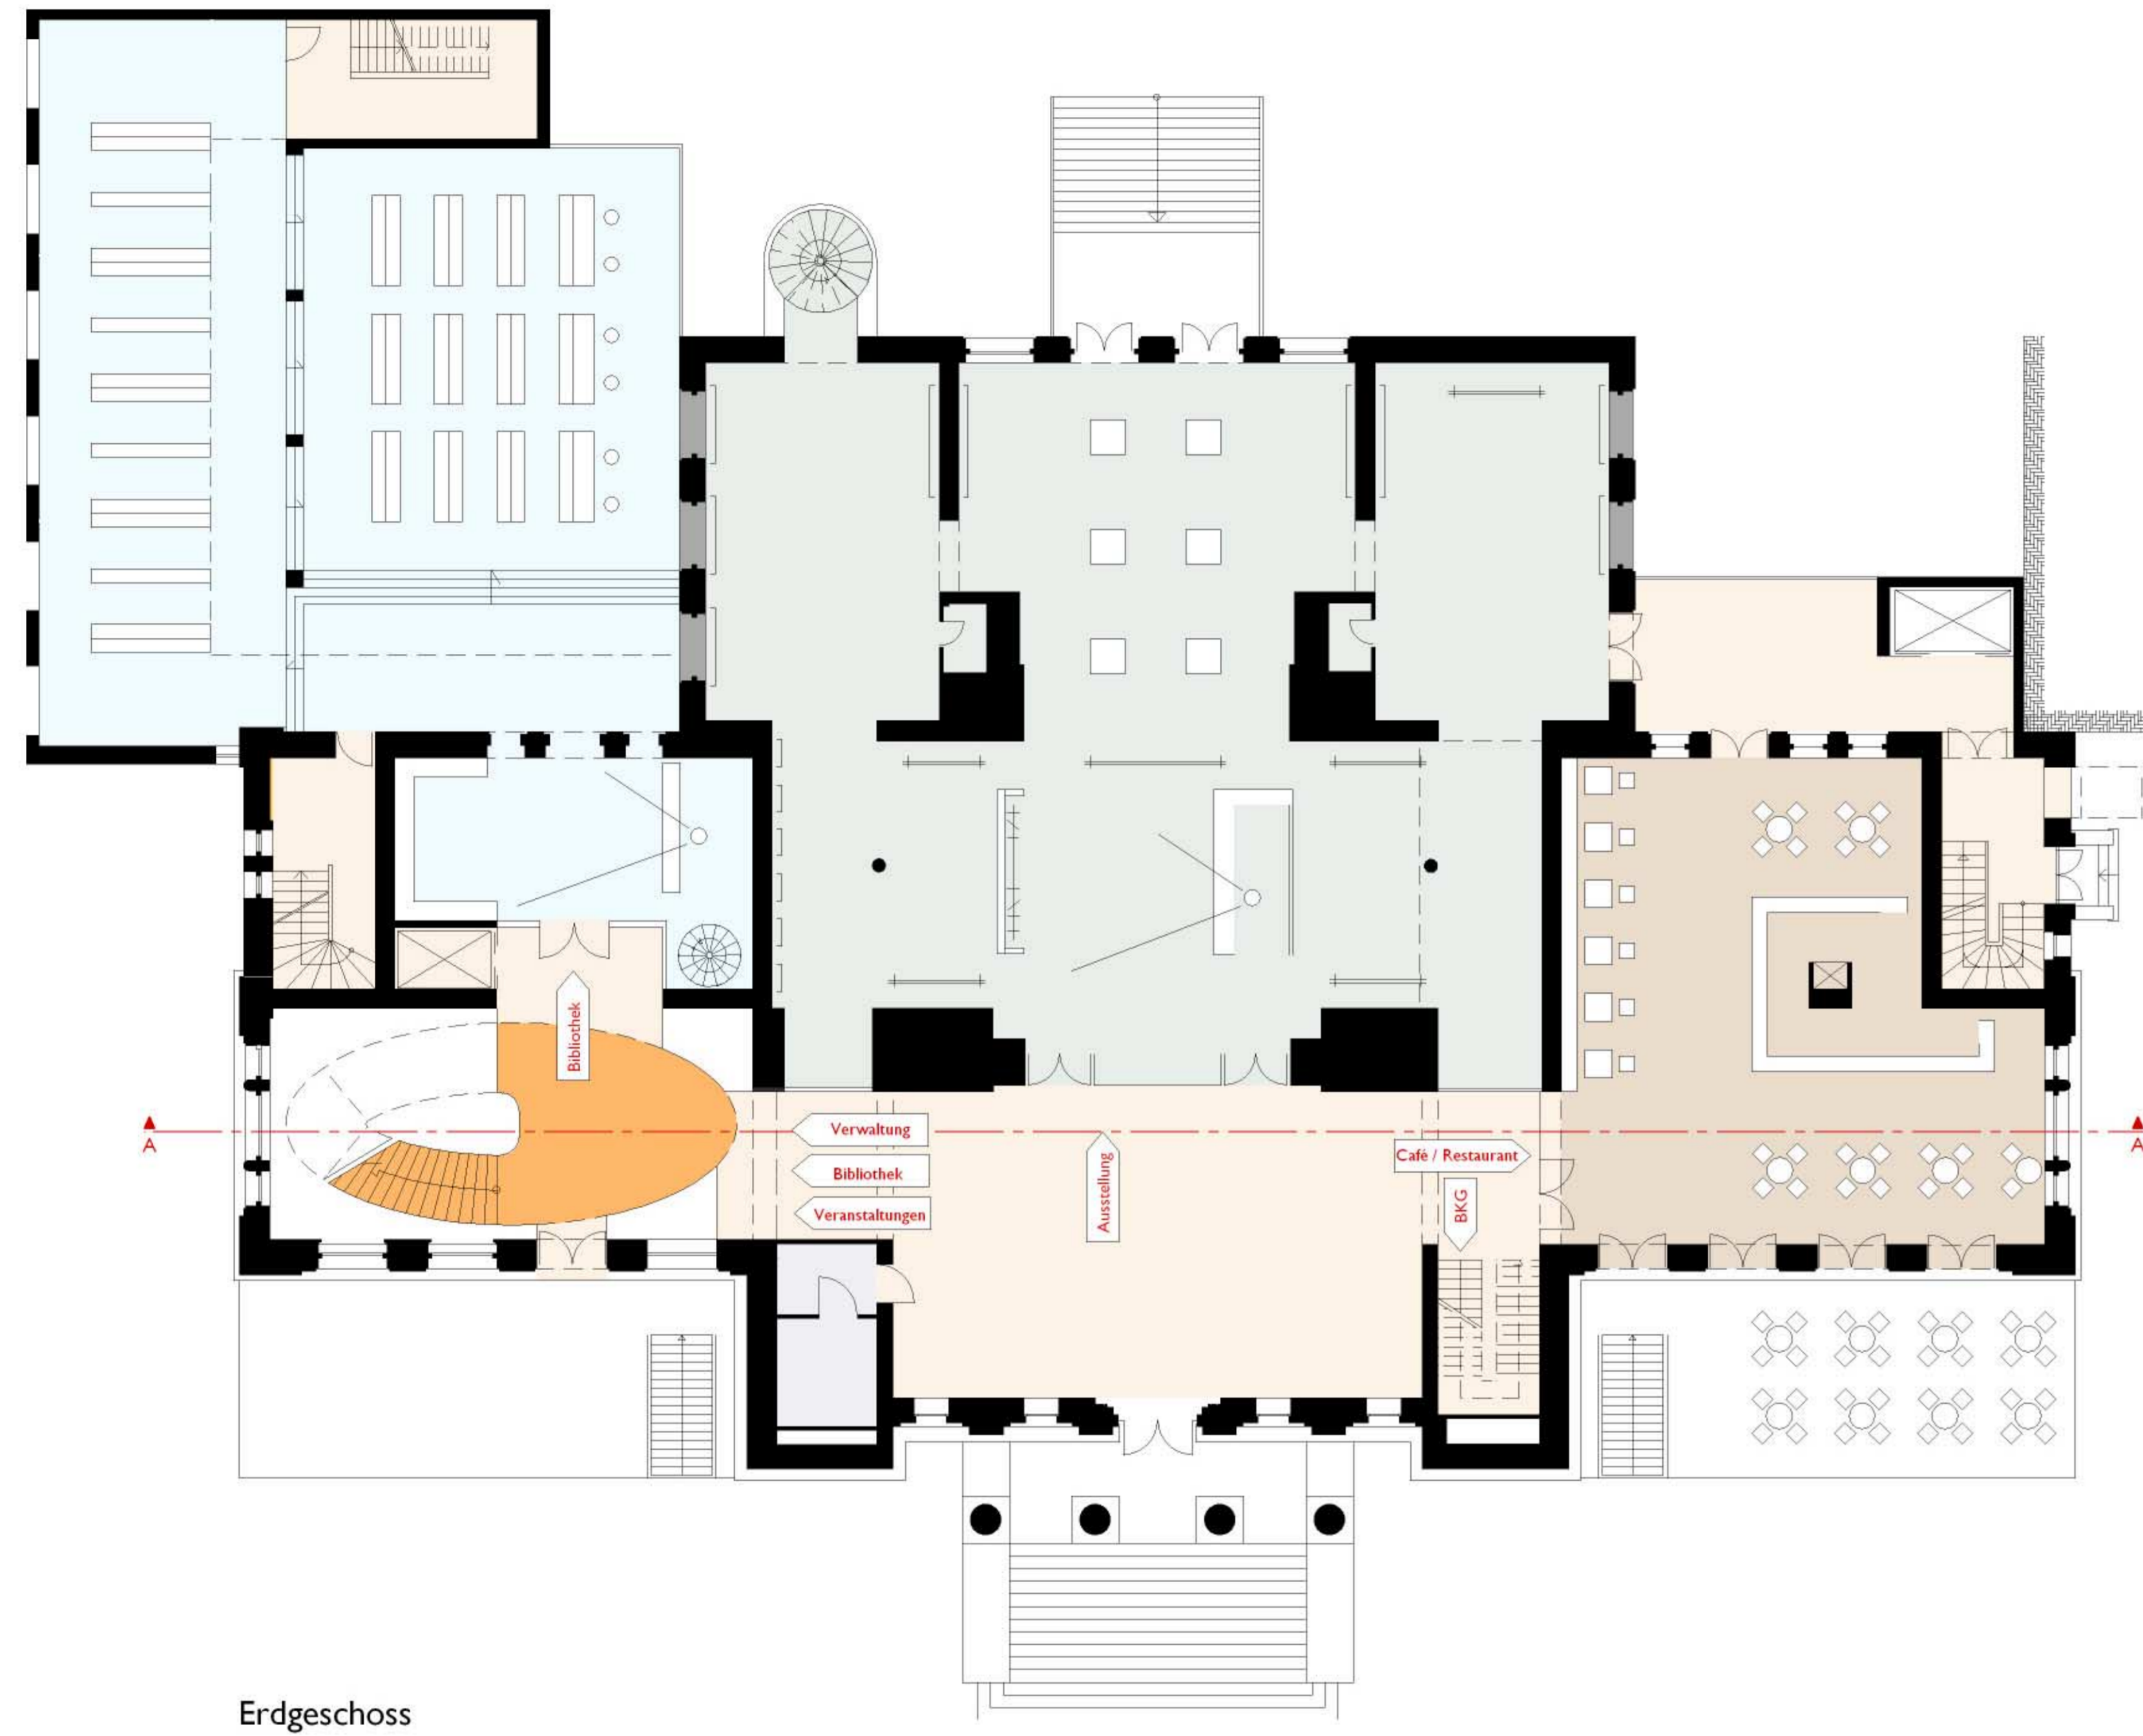 Bibliothek
A
Verwaltung
Bibliothek
Veranstaltungen
Ausstellung
Café / Restaurant
BKG
A
Erdgeschoss